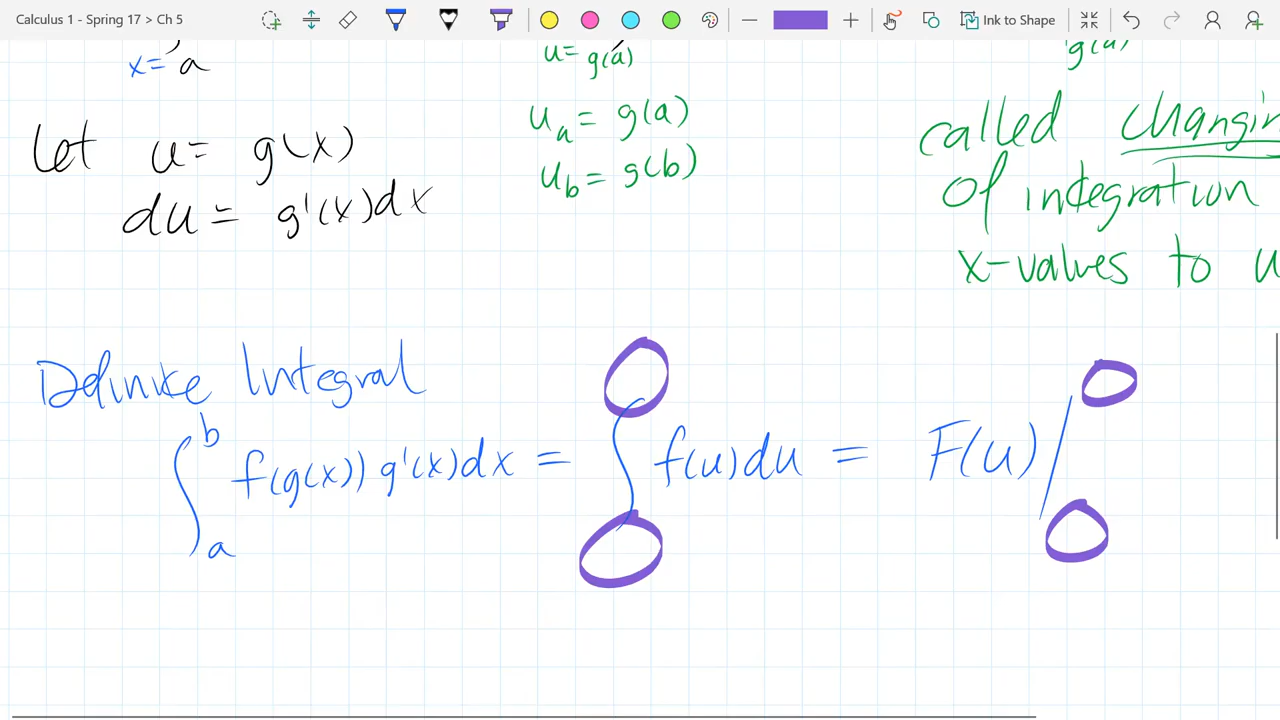 Calculus 1 - Spring 17 > Ch 5
Ink to Shape
x= a
u= g(a)
g(a)
Let u= g(x)
du= g'(x)dx
u_a= g(a)
u_b= g(b)
called changin
of integration
x-values to u
Definite Integral
∫_a^b f(g(x)) g'(x)dx = ∫ f(u)du = F(u)|